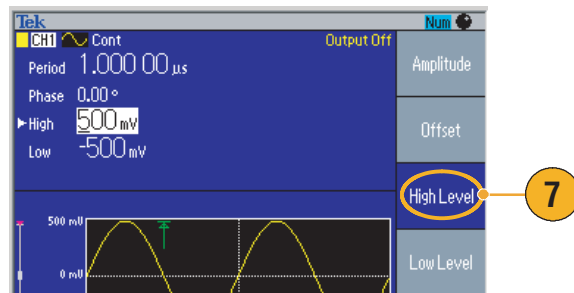 Tek Num
CH1 Cont Output Off
Period 1.000 00 µs
Phase 0.00 °
High 500 mV
Low -500 mV
500 mV
0 mV
Amplitude
Offset
High Level
Low Level
7